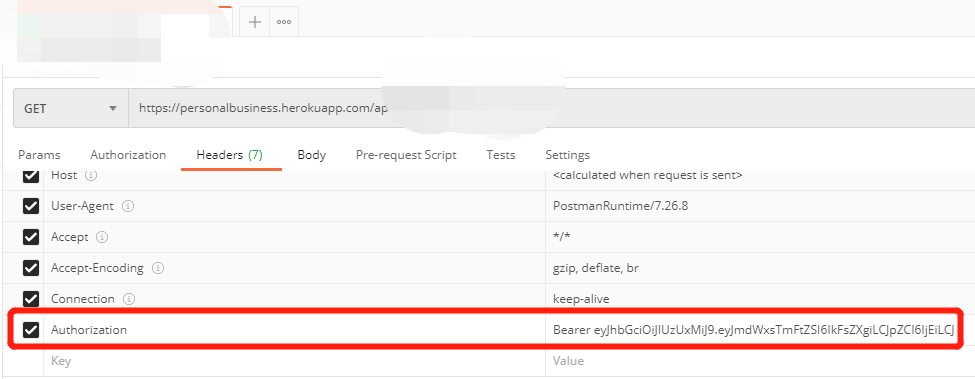 GET
https://personalbusiness.herokuapp.com/ap
Params Authorization Headers (7) Body Pre-request Script Tests Settings
Host <calculated when request is sent>
User-Agent PostmanRuntime/7.26.8
Accept */*
Accept-Encoding gzip, deflate, br
Connection keep-alive
Authorization Bearer eyJhbGciOiJIUzUxMiJ9.eyJmdWxsTmFtZSI6IkFsZXgiLCJpZCI6IjEiLCJ
Key Value